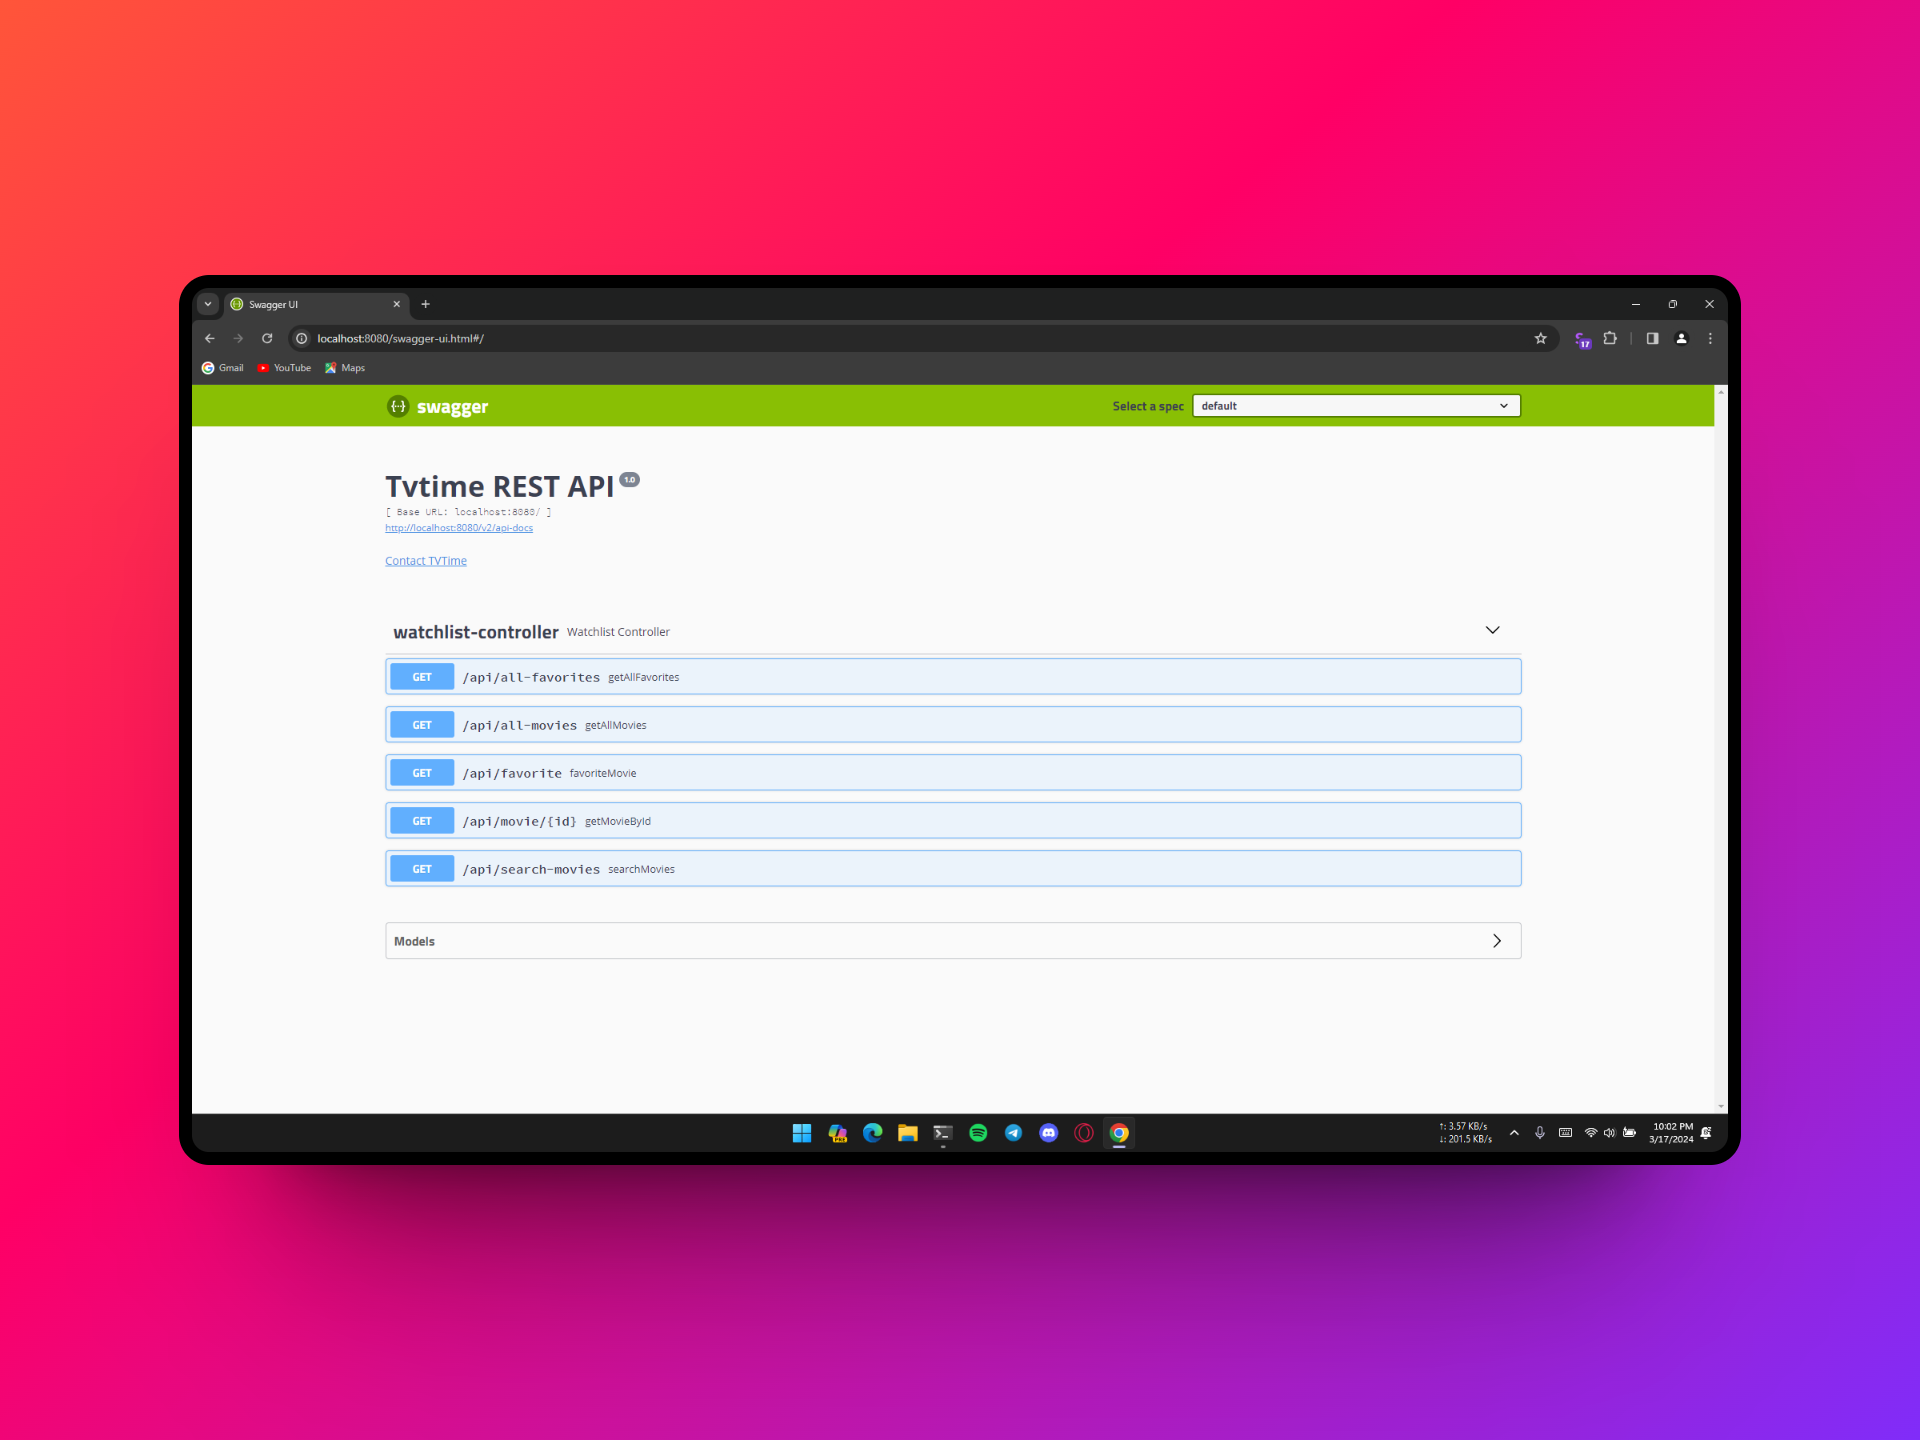 Swagger UI
localhost:8080/swagger-ui.html#/
17
Gmail YouTube Maps
{...} swagger Select a spec default
Tvtime REST API 1.0
[ Base URL: localhost:8080/ ]
http://localhost:8080/v2/api-docs
Contact TVTime
watchlist-controller Watchlist Controller
GET /api/all-favorites getAllFavorites
GET /api/all-movies getAllMovies
GET /api/favorite favoriteMovie
GET /api/movie/{id} getMovieById
GET /api/search-movies searchMovies
Models
PRE
↑: 3.57 KB/s 10:02 PM
↓: 201.5 KB/s 3/17/2024